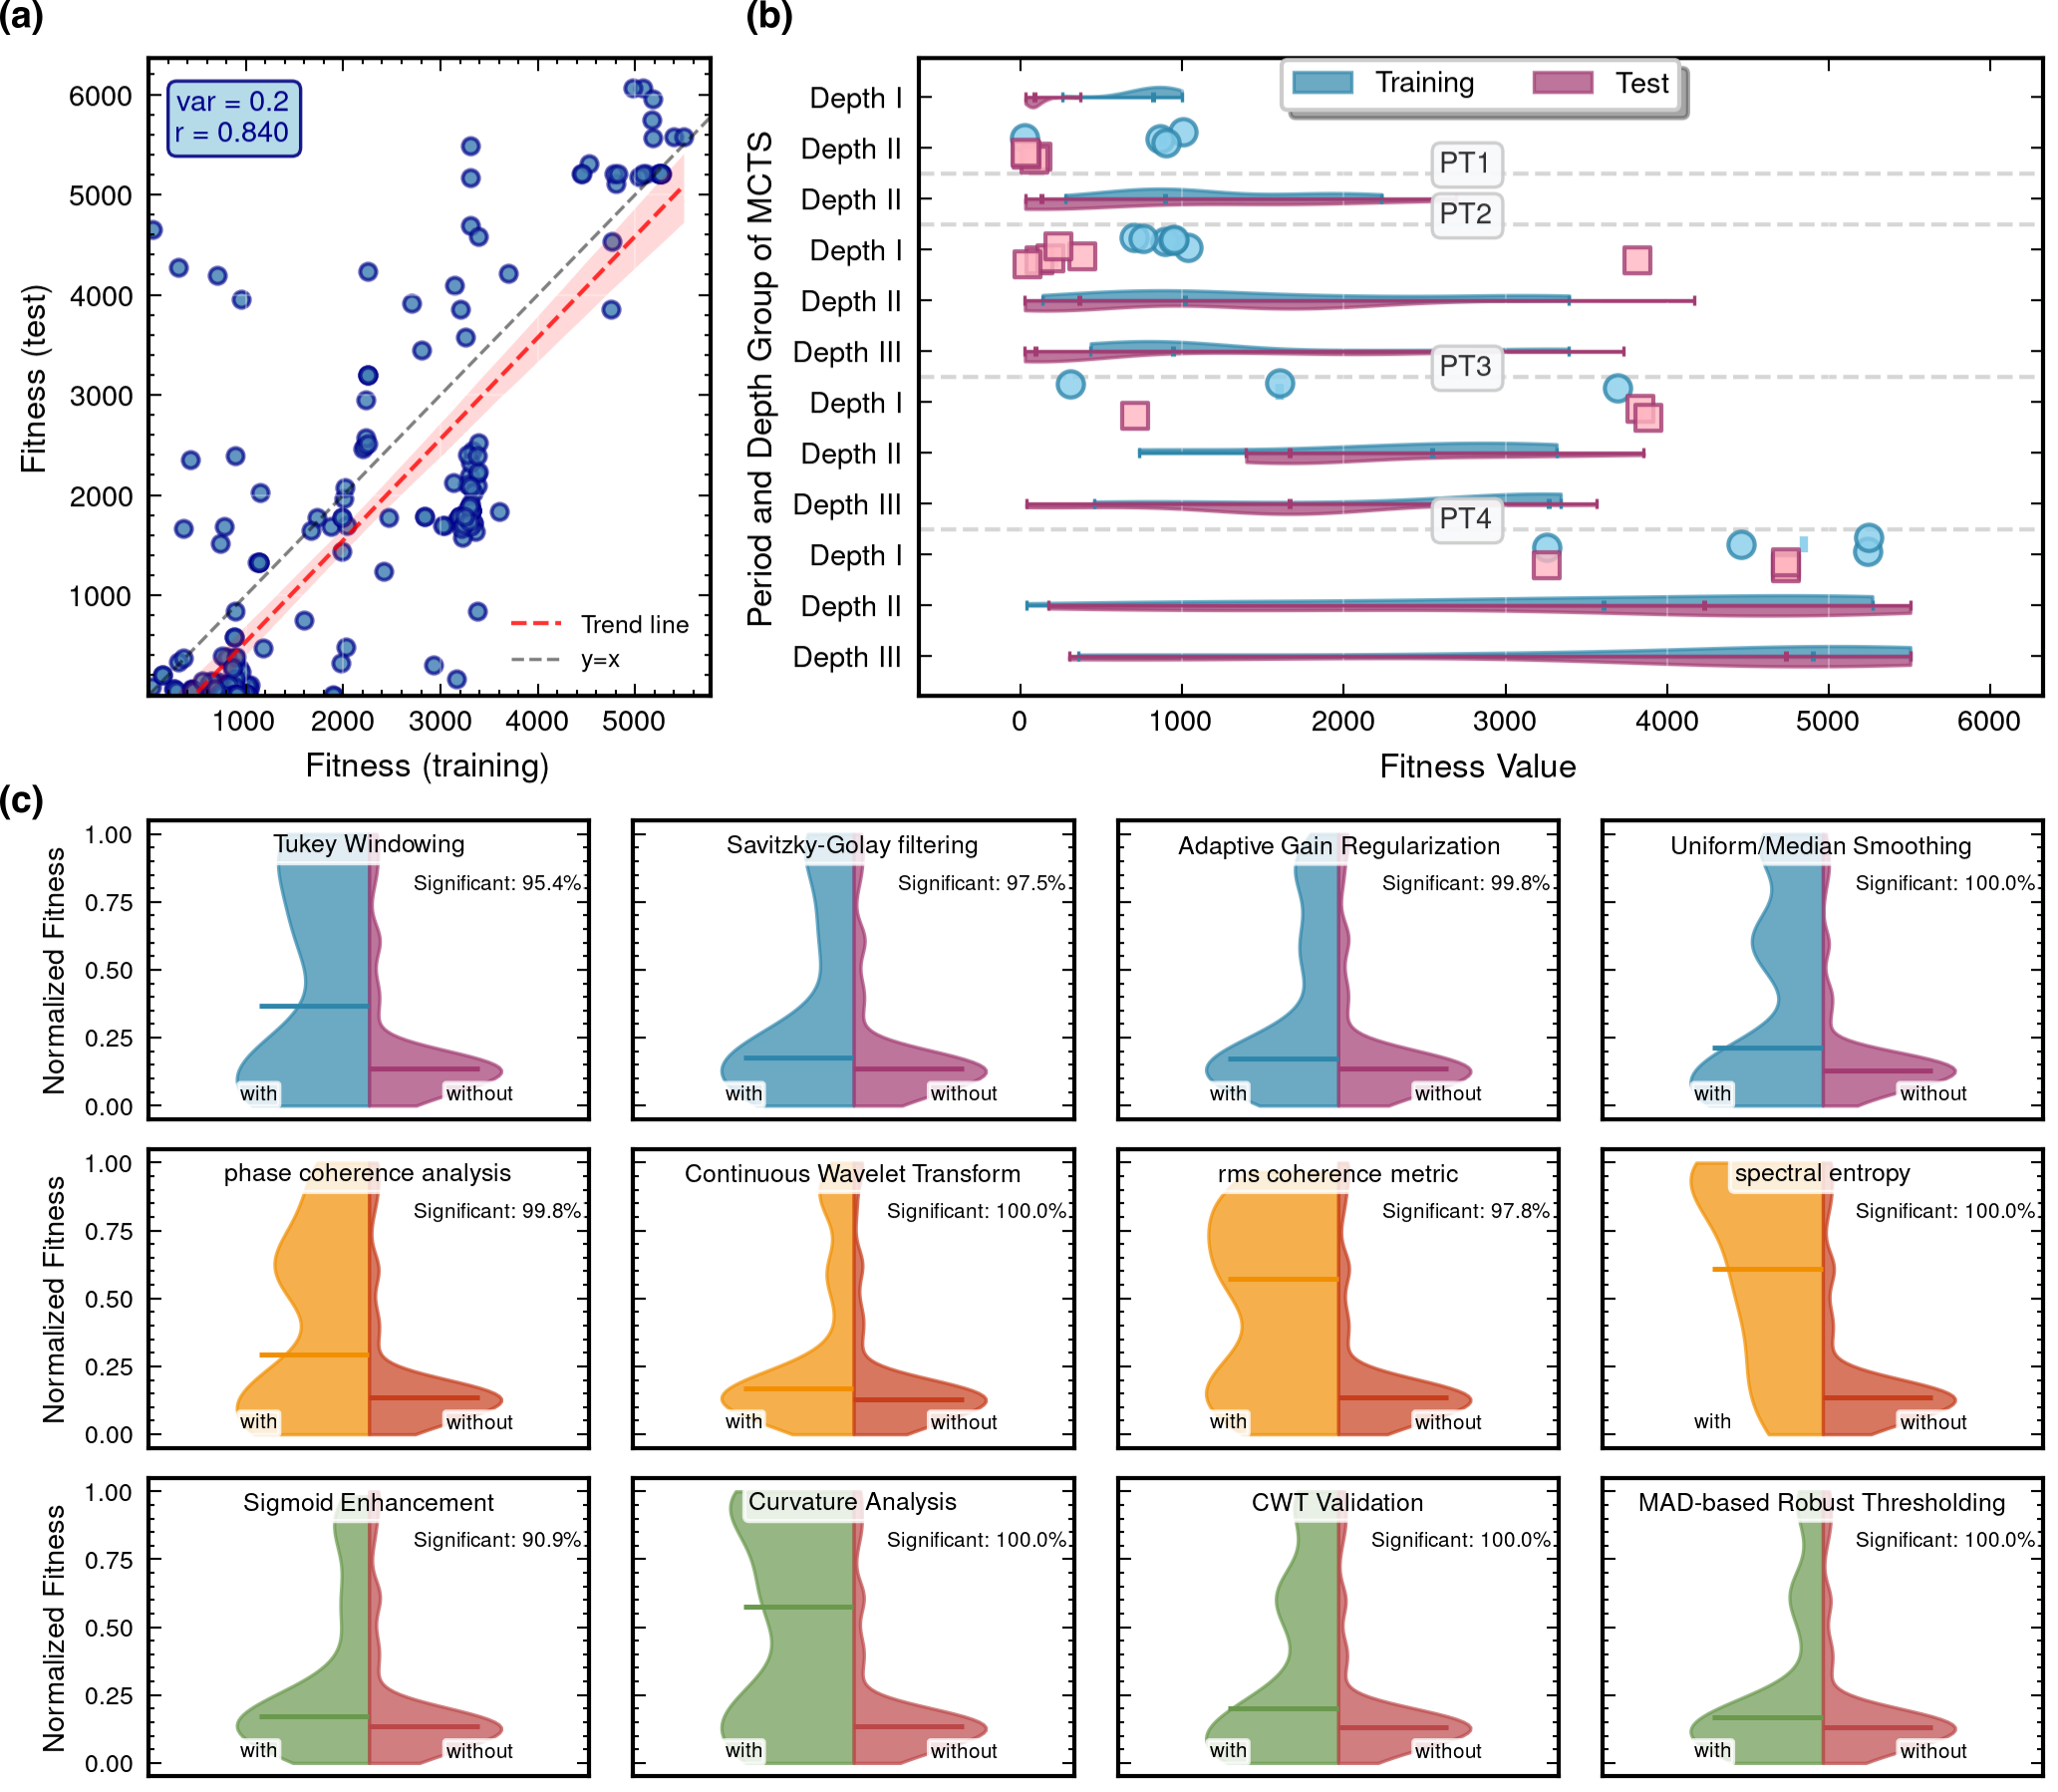 (a)
var = 0.2
r = 0.840
6000
5000
4000
3000
2000
1000
Fitness (test)
Trend line
y=x
1000 2000 3000 4000 5000
Fitness (training)
(b)
Training Test
Period and Depth Group of MCTS
Depth I
Depth II
PT1
Depth II
PT2
Depth I
Depth II
Depth III
PT3
Depth I
Depth II
Depth III
PT4
Depth I
Depth II
Depth III
0 1000 2000 3000 4000 5000 6000
Fitness Value
(c)
Normalized Fitness
1.00
0.75
0.50
0.25
0.00
Tukey Windowing
Significant: 95.4%
with without
Savitzky-Golay filtering
Significant: 97.5%
with without
Adaptive Gain Regularization
Significant: 99.8%
with without
Uniform/Median Smoothing
Significant: 100.0%
with without
Normalized Fitness
1.00
0.75
0.50
0.25
0.00
phase coherence analysis
Significant: 99.8%
with without
Continuous Wavelet Transform
Significant: 100.0%
with without
rms coherence metric
Significant: 97.8%
with without
spectral entropy
Significant: 100.0%
with without
Normalized Fitness
1.00
0.75
0.50
0.25
0.00
Sigmoid Enhancement
Significant: 90.9%
with without
Curvature Analysis
Significant: 100.0%
with without
CWT Validation
Significant: 100.0%
with without
MAD-based Robust Thresholding
Significant: 100.0%
with without